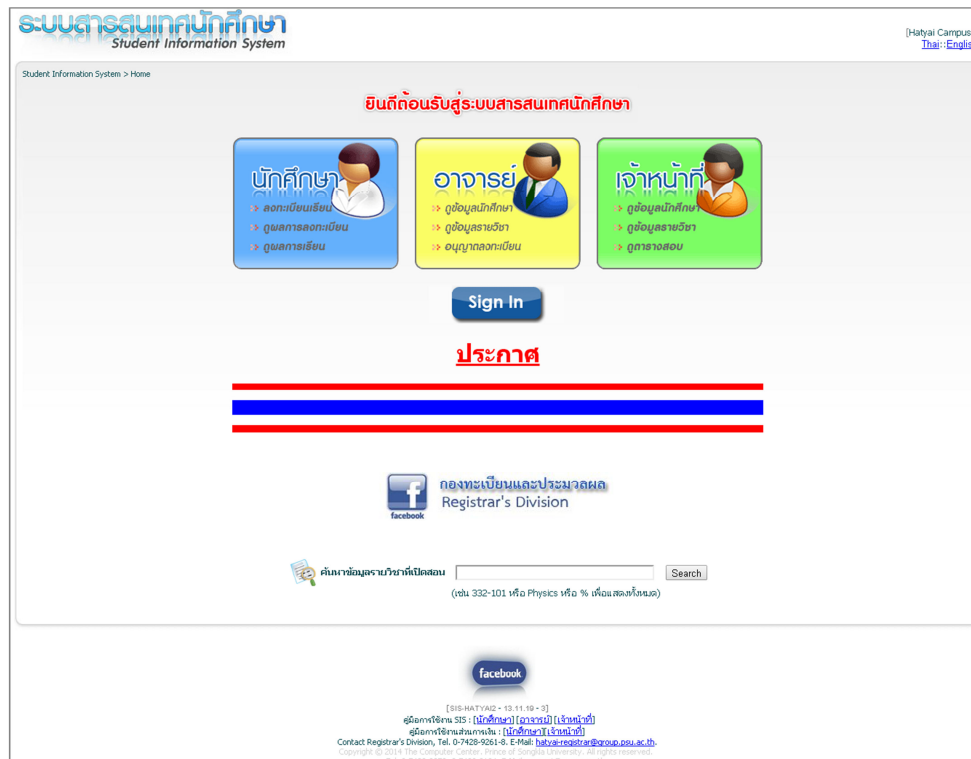 ระบบสารสนเทศนักศึกษา
Student Information System
[Hatyai Campus
Thai::Englis
Student Information System > Home
ยินดีต้อนรับสู่ระบบสารสนเทศนักศึกษา
นักศึกษา
ลงทะเบียนเรียน
ดูผลการลงทะเบียน
ดูผลการเรียน
อาจารย์
ดูข้อมูลนักศึกษา
ดูข้อมูลรายวิชา
อนุญาตลงทะเบียน
เจ้าหน้าที่
ดูข้อมูลนักศึกษา
ดูข้อมูลรายวิชา
ดูตารางสอบ
Sign In
ประกาศ
facebook
กองทะเบียนและประมวลผล
Registrar's Division
ค้นหาข้อมูลรายวิชาที่เปิดสอน
Search
(เช่น 332-101 หรือ Physics หรือ % เพื่อแสดงทั้งหมด)
facebook
[SIS-HATYAI2 - 13.11.19 - 3]
คู่มือการใช้งาน SIS : [นักศึกษา] [อาจารย์] [เจ้าหน้าที่]
คู่มือการใช้งานส่วนการเงิน : [นักศึกษา][เจ้าหน้าที่]
Contact Registrar's Division, Tel. 0-7428-9261-8. E-Mail: hatyai-registrar@group.psu.ac.th.
Copyright © 2014 The Computer Center. Prince of Songkla University. All rights reserved.